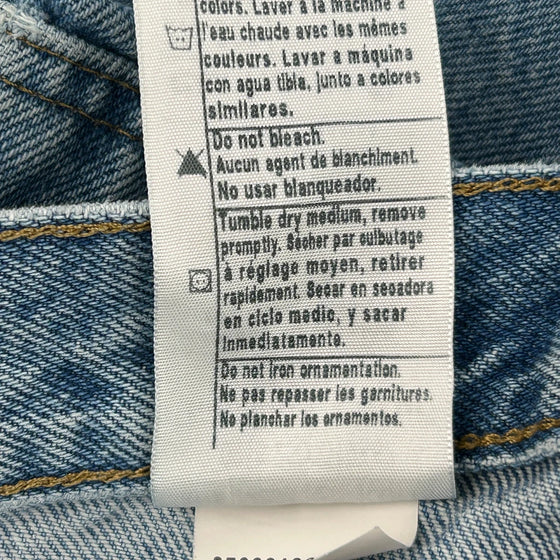 colors. Laver à la machine à
l'eau chaude avec les mêmes
couleurs. Lavar a máquina
con agua tibia, junto a colores
similares.
Do not bleach.
Aucun agent de blanchiment.
No usar blanqueador.
Tumble dry medium, remove
promptly. Sécher par culbutage
à réglage moyen, retirer
rapidement. Secar en secadora
en ciclo medio, y sacar
inmediatamente.
Do not iron ornamentation.
Ne pas repasser les garnitures.
No planchar los ornamentos.